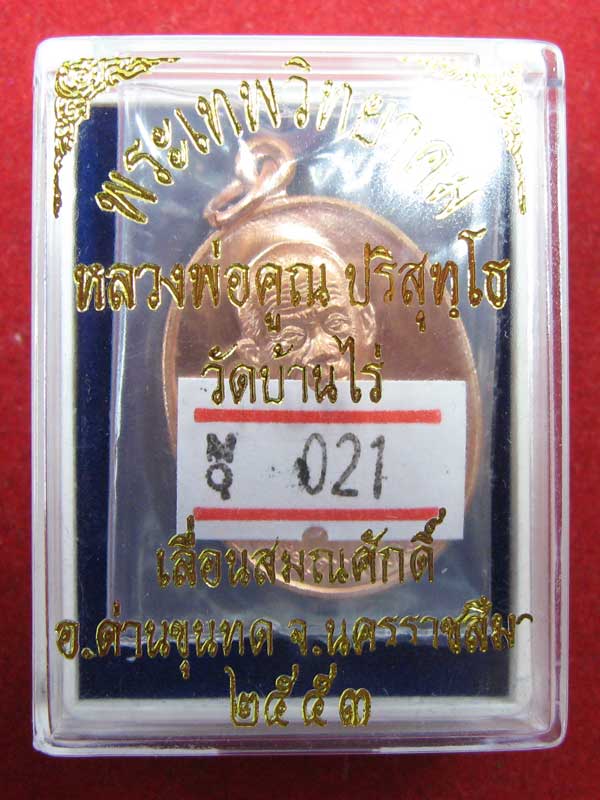 พระเทพวิทยาคม
หลวงพ่อคูณ ปริสุทฺโธ
วัดบ้านไร่
021
เลื่อนสมณศักดิ์
อ.ด่านขุนทด จ.นครราชสีมา
๒๕๕๓